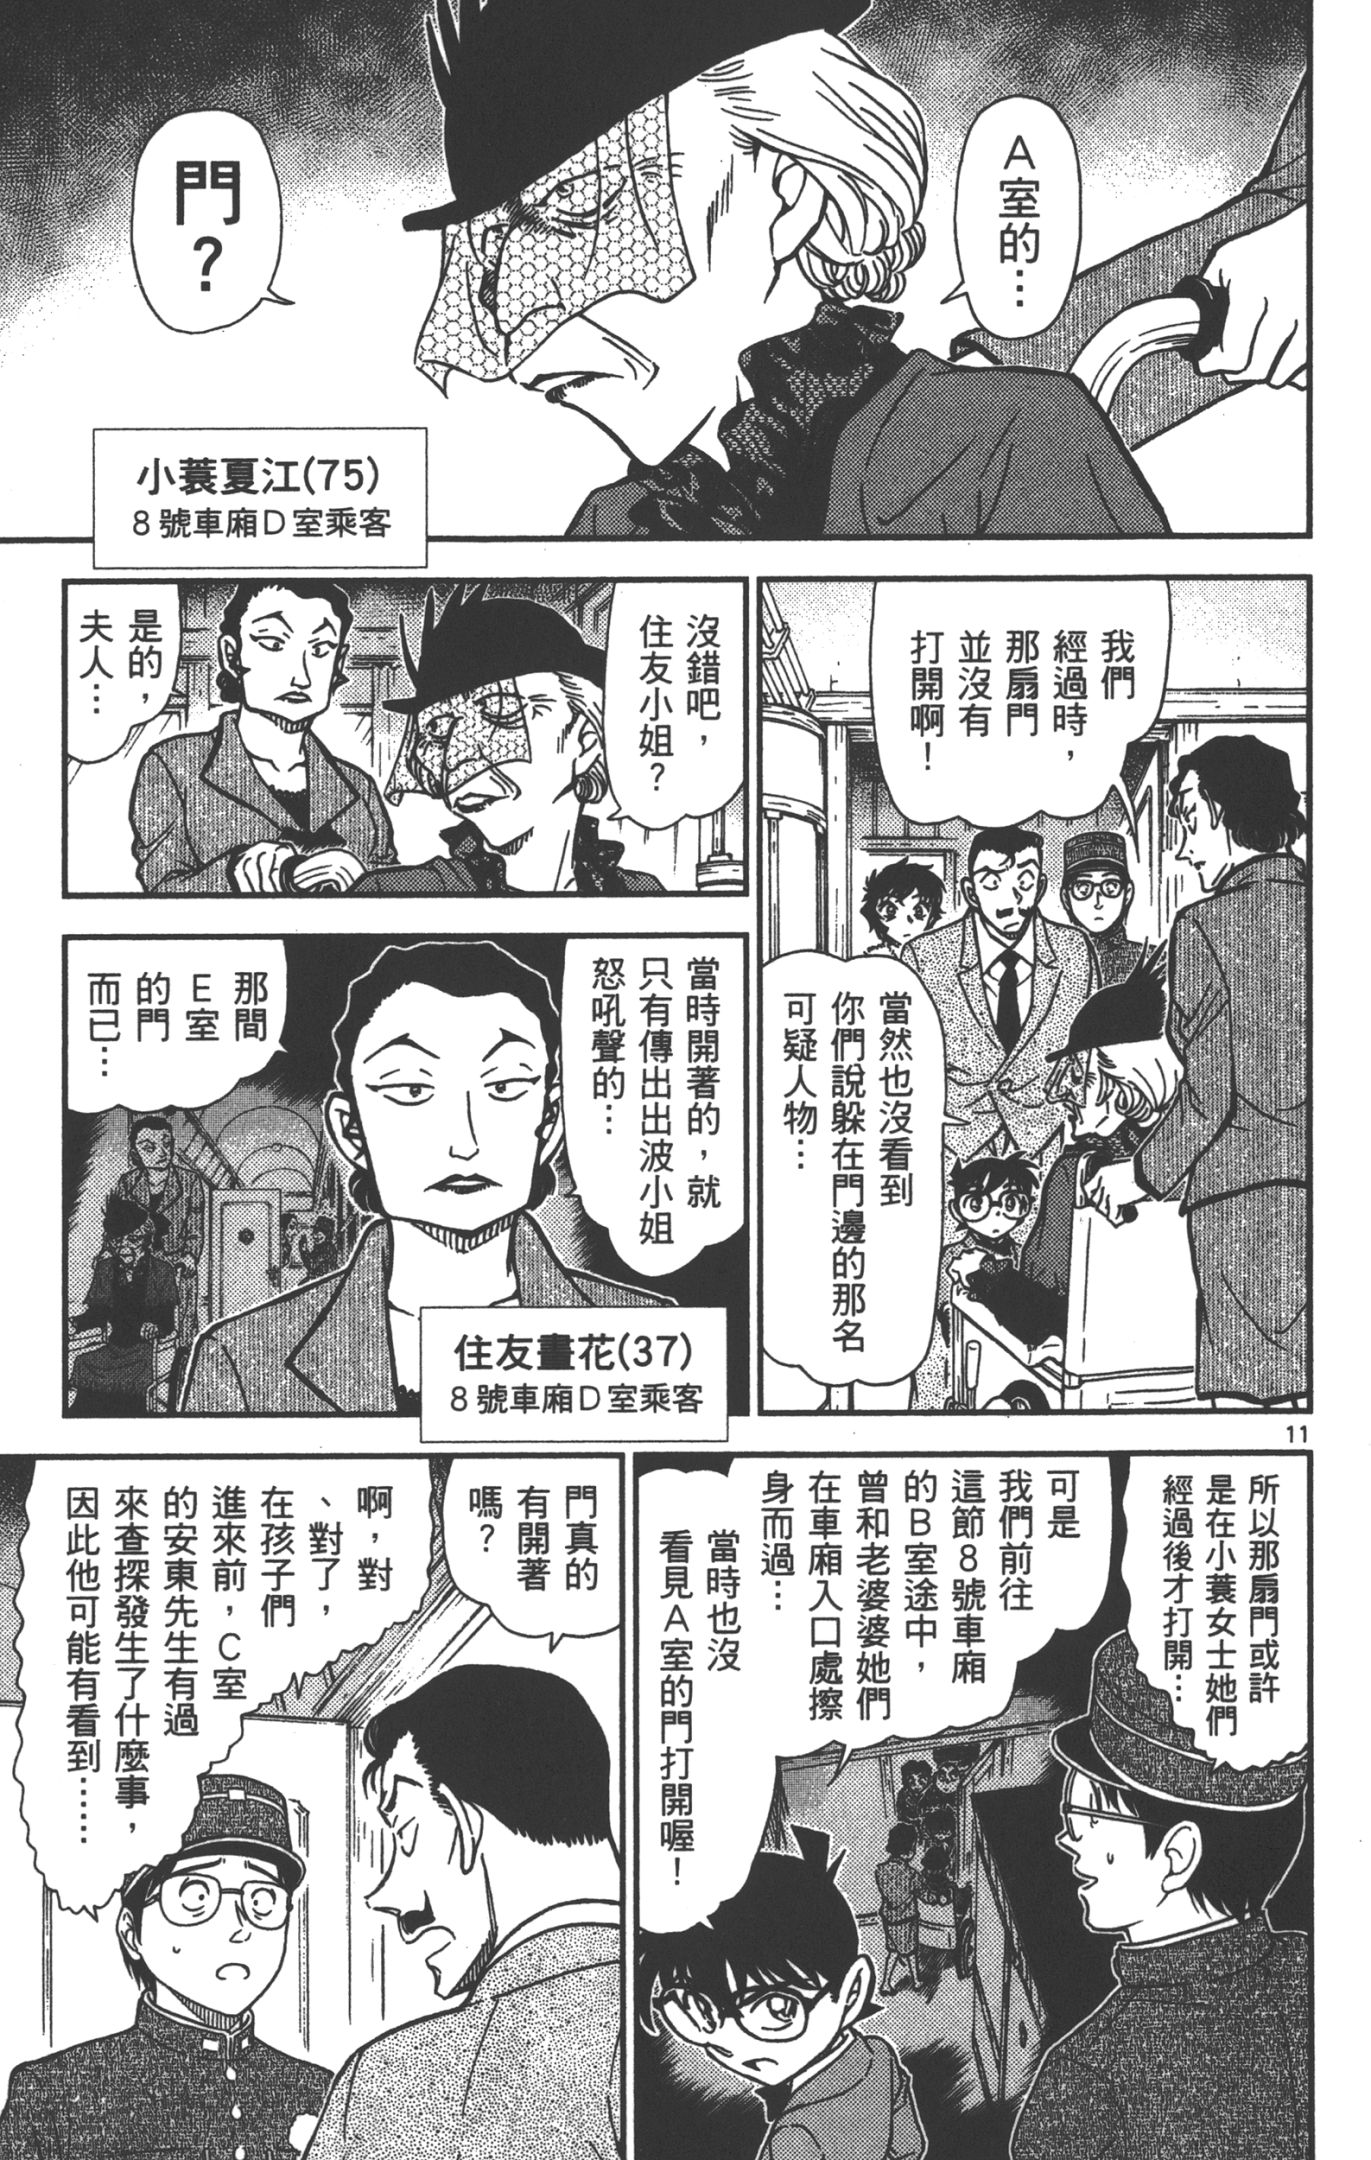 A室的…
門？
小蓑夏江(75)
８號車廂Ｄ室乘客
我們
經過時，
那扇門
並沒有
打開啊！
當然也沒看到
你們說躲在門邊的那名
可疑人物…
沒錯吧，
住友小姐？
是的，
夫人…
當時開著的，就
只有傳出出波小姐
怒吼聲的…
那間
E室
的門
而已…
住友晝花(37)
８號車廂Ｄ室乘客
11
所以那扇門或許
是在小蓑女士她們
經過後才打開…
可是
我們前往
這節8號車廂
的B室途中，
曾和老婆婆她們
在車廂入口處擦
身而過…
當時也沒
看見A室的門打開喔！
門真的
有開著
嗎？
啊，對
、對了，
在孩子們
進來前，C室
的安東先生有過
來查探發生了什麼事，
因此他可能有看到……